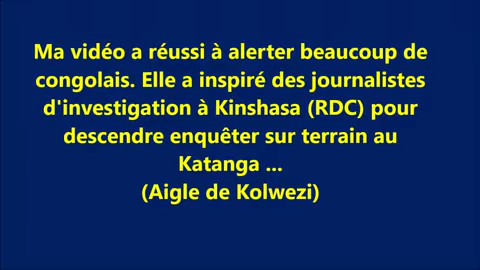 Ma vidéo a réussi à alerter beaucoup de
congolais. Elle a inspiré des journalistes
d'investigation à Kinshasa (RDC) pour
descendre enquêter sur terrain au
Katanga ...
(Aigle de Kolwezi)